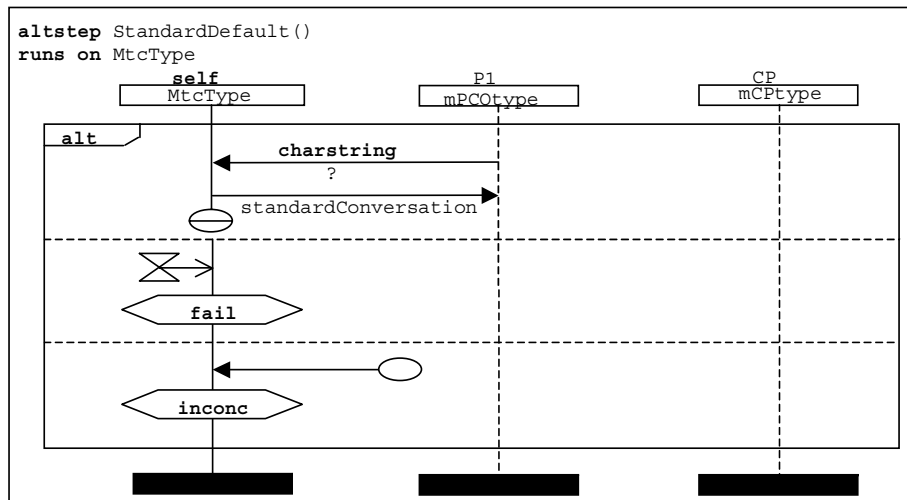 altstep StandardDefault()
runs on MtcType
self P1 CP
MtcType mPCOtype mCPtype
alt
charstring
?
standardConversation
fail
inconc